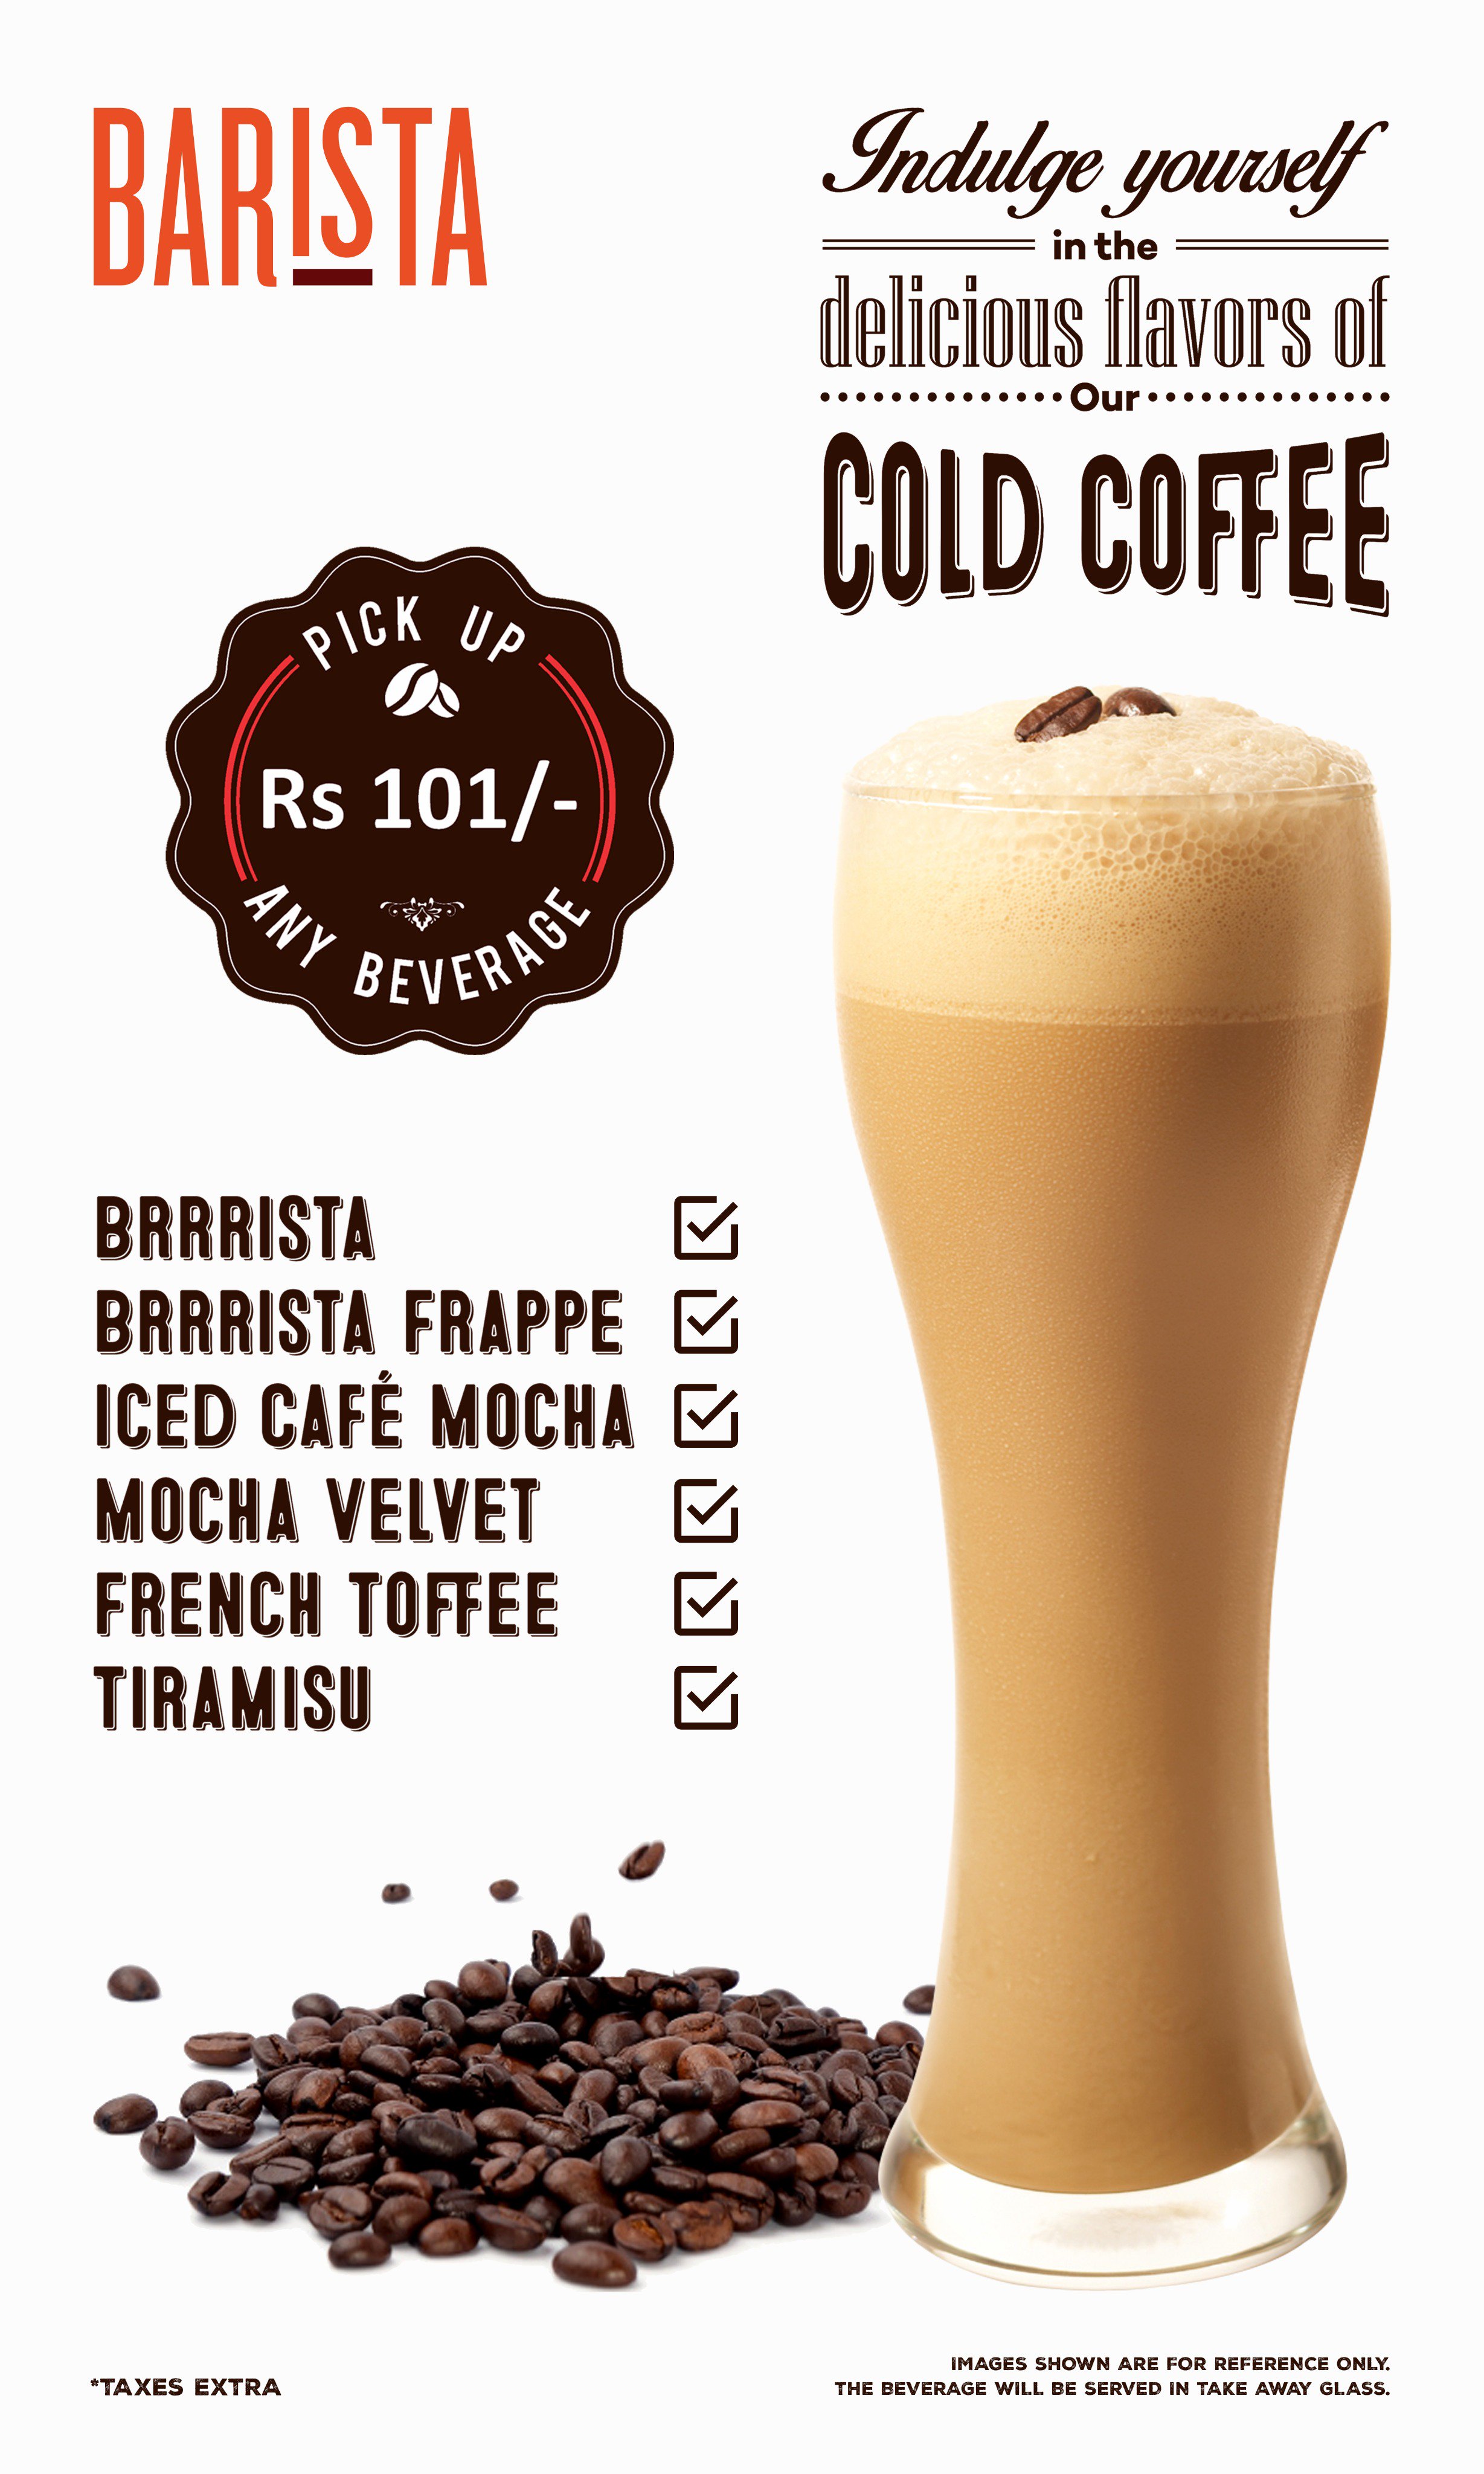 BARISTA
Indulge yourself
in the
delicious flavors of
Our
COLD COFFEE
PICK UP
Rs 101/-
ANY BEVERAGE
BRRRISTA
BRRRISTA FRAPPE
ICED CAFÉ MOCHA
MOCHA VELVET
FRENCH TOFFEE
TIRAMISU
*TAXES EXTRA
IMAGES SHOWN ARE FOR REFERENCE ONLY.
THE BEVERAGE WILL BE SERVED IN TAKE AWAY GLASS.